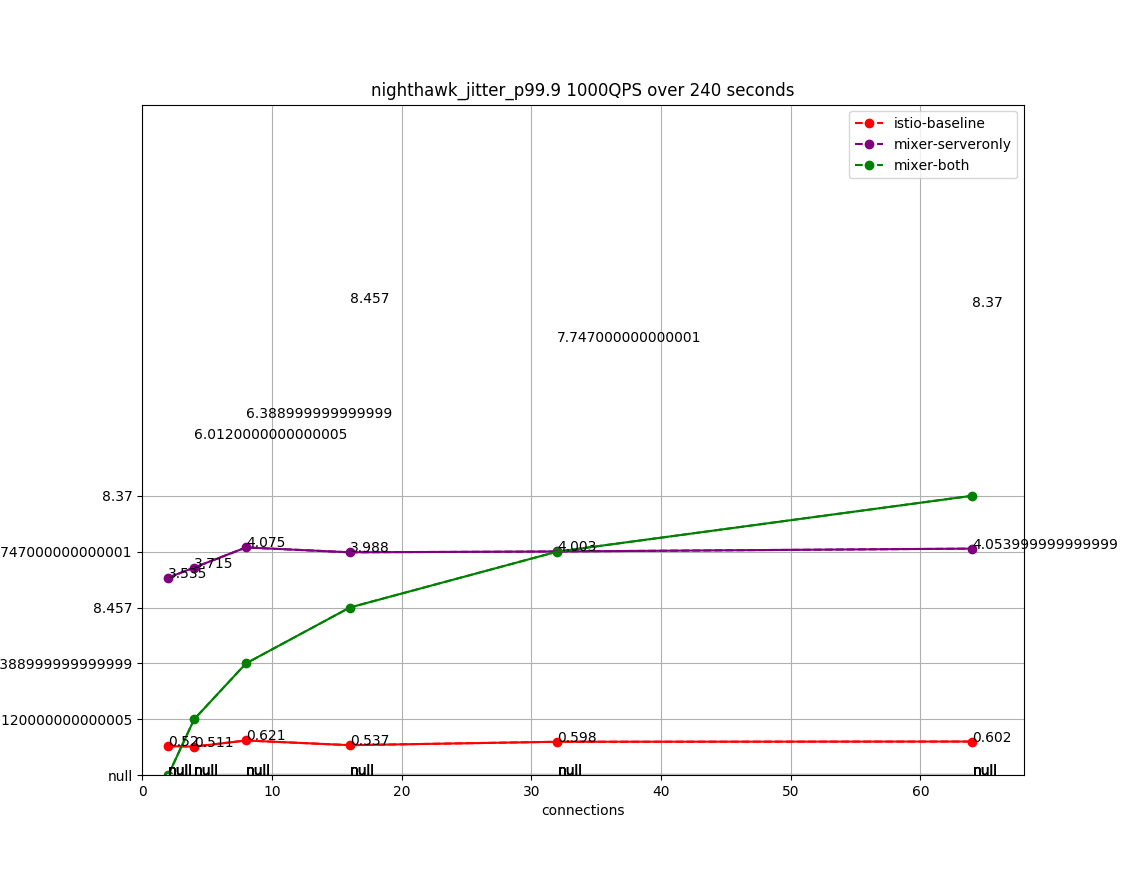 nighthawk_jitter_p99.9 1000QPS over 240 seconds
istio-baseline
mixer-serveronly
mixer-both
8.457
8.37
7.747000000000001
6.388999999999999
6.0120000000000005
8.37
747000000000001
8.457
388999999999999
120000000000005
null
3.535
3.715
4.075
3.988
4.003
4.053999999999999
0.52
0.511
0.621
0.537
0.598
0.602
null
null
null
null
null
null
0
10
20
30
40
50
60
connections